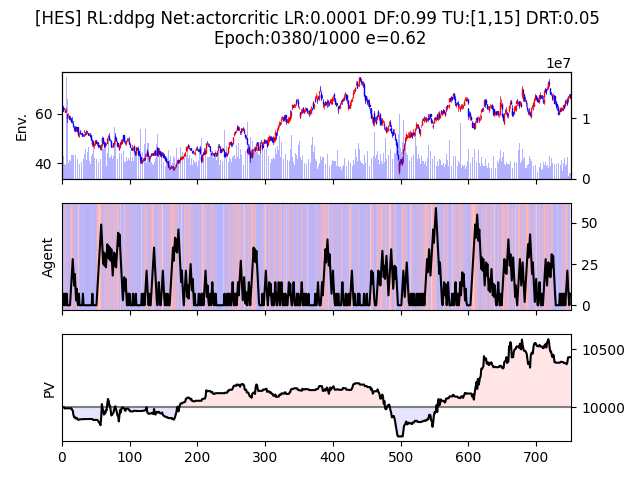 [HES] RL:ddpg Net:actorcritic LR:0.0001 DF:0.99 TU:[1,15] DRT:0.05
Epoch:0380/1000 e=0.62
1e7
Env.
60
40
1
0
Agent
50
25
0
PV
10500
10000
0 100 200 300 400 500 600 700